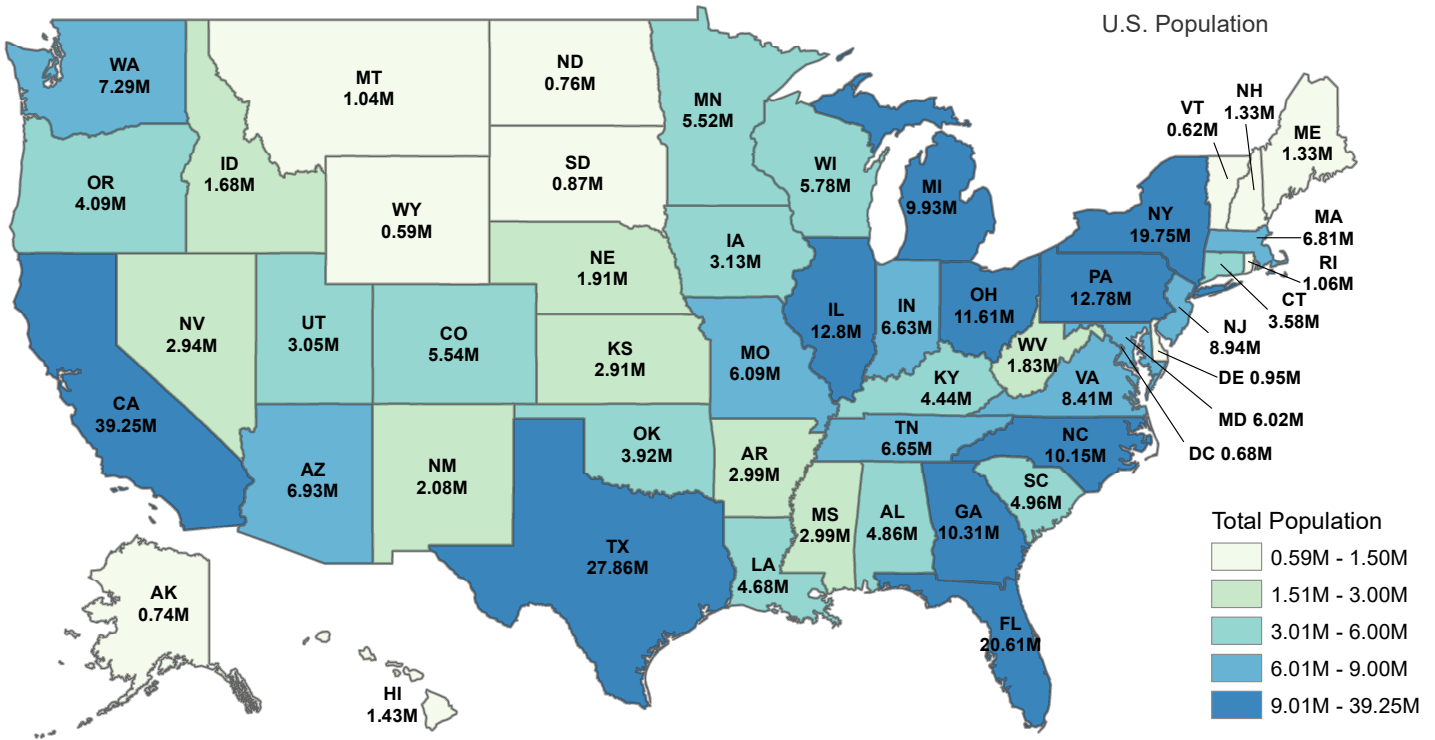 U.S. Population
WA
7.29M
MT
1.04M
ND
0.76M
MN
5.52M
VT
0.62M
NH
1.33M
ME
1.33M
OR
4.09M
ID
1.68M
SD
0.87M
WI
5.78M
MI
9.93M
WY
0.59M
NY
19.75M
MA
6.81M
RI
1.06M
CT
3.58M
NE
1.91M
IA
3.13M
PA
12.78M
NV
2.94M
UT
3.05M
CO
5.54M
IL
12.8M
IN
6.63M
OH
11.61M
NJ
8.94M
KS
2.91M
MO
6.09M
WV
1.83M
KY
4.44M
VA
8.41M
DE 0.95M
MD 6.02M
DC 0.68M
CA
39.25M
AZ
6.93M
NM
2.08M
OK
3.92M
AR
2.99M
TN
6.65M
NC
10.15M
SC
4.96M
MS
2.99M
AL
4.86M
GA
10.31M
TX
27.86M
LA
4.68M
FL
20.61M
AK
0.74M
HI
1.43M
Total Population
0.59M - 1.50M
1.51M - 3.00M
3.01M - 6.00M
6.01M - 9.00M
9.01M - 39.25M